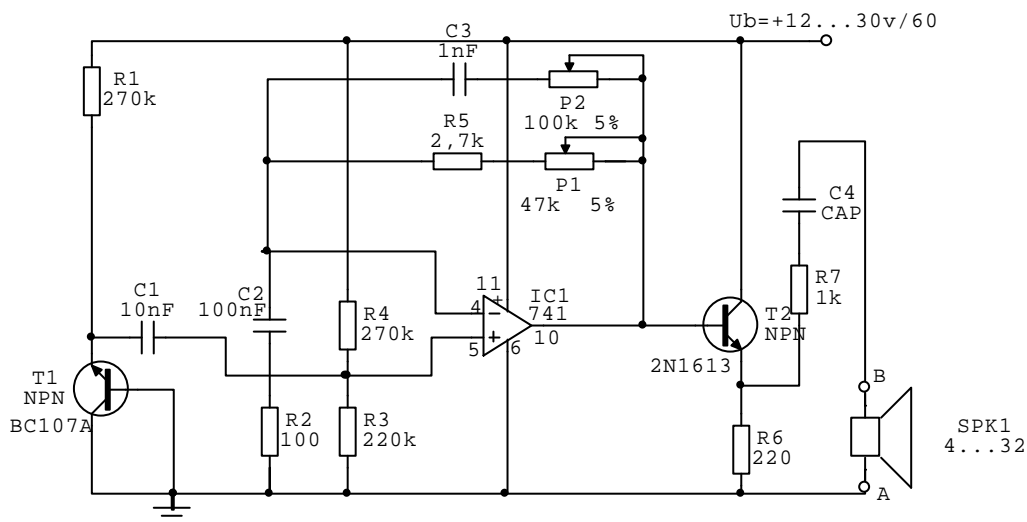 Ub=+12...30v/60
C3
1nF
R1
270k
P2
100k 5%
R5
2,7k
P1
47k 5%
C4
CAP
C1
10nF
C2
100nF
R4
270k
11
+
IC1
741
4
5
6
10
R7
1k
T2
NPN
2N1613
T1
NPN
BC107A
R2
100
R3
220k
R6
220
B
SPK1
4...32
A